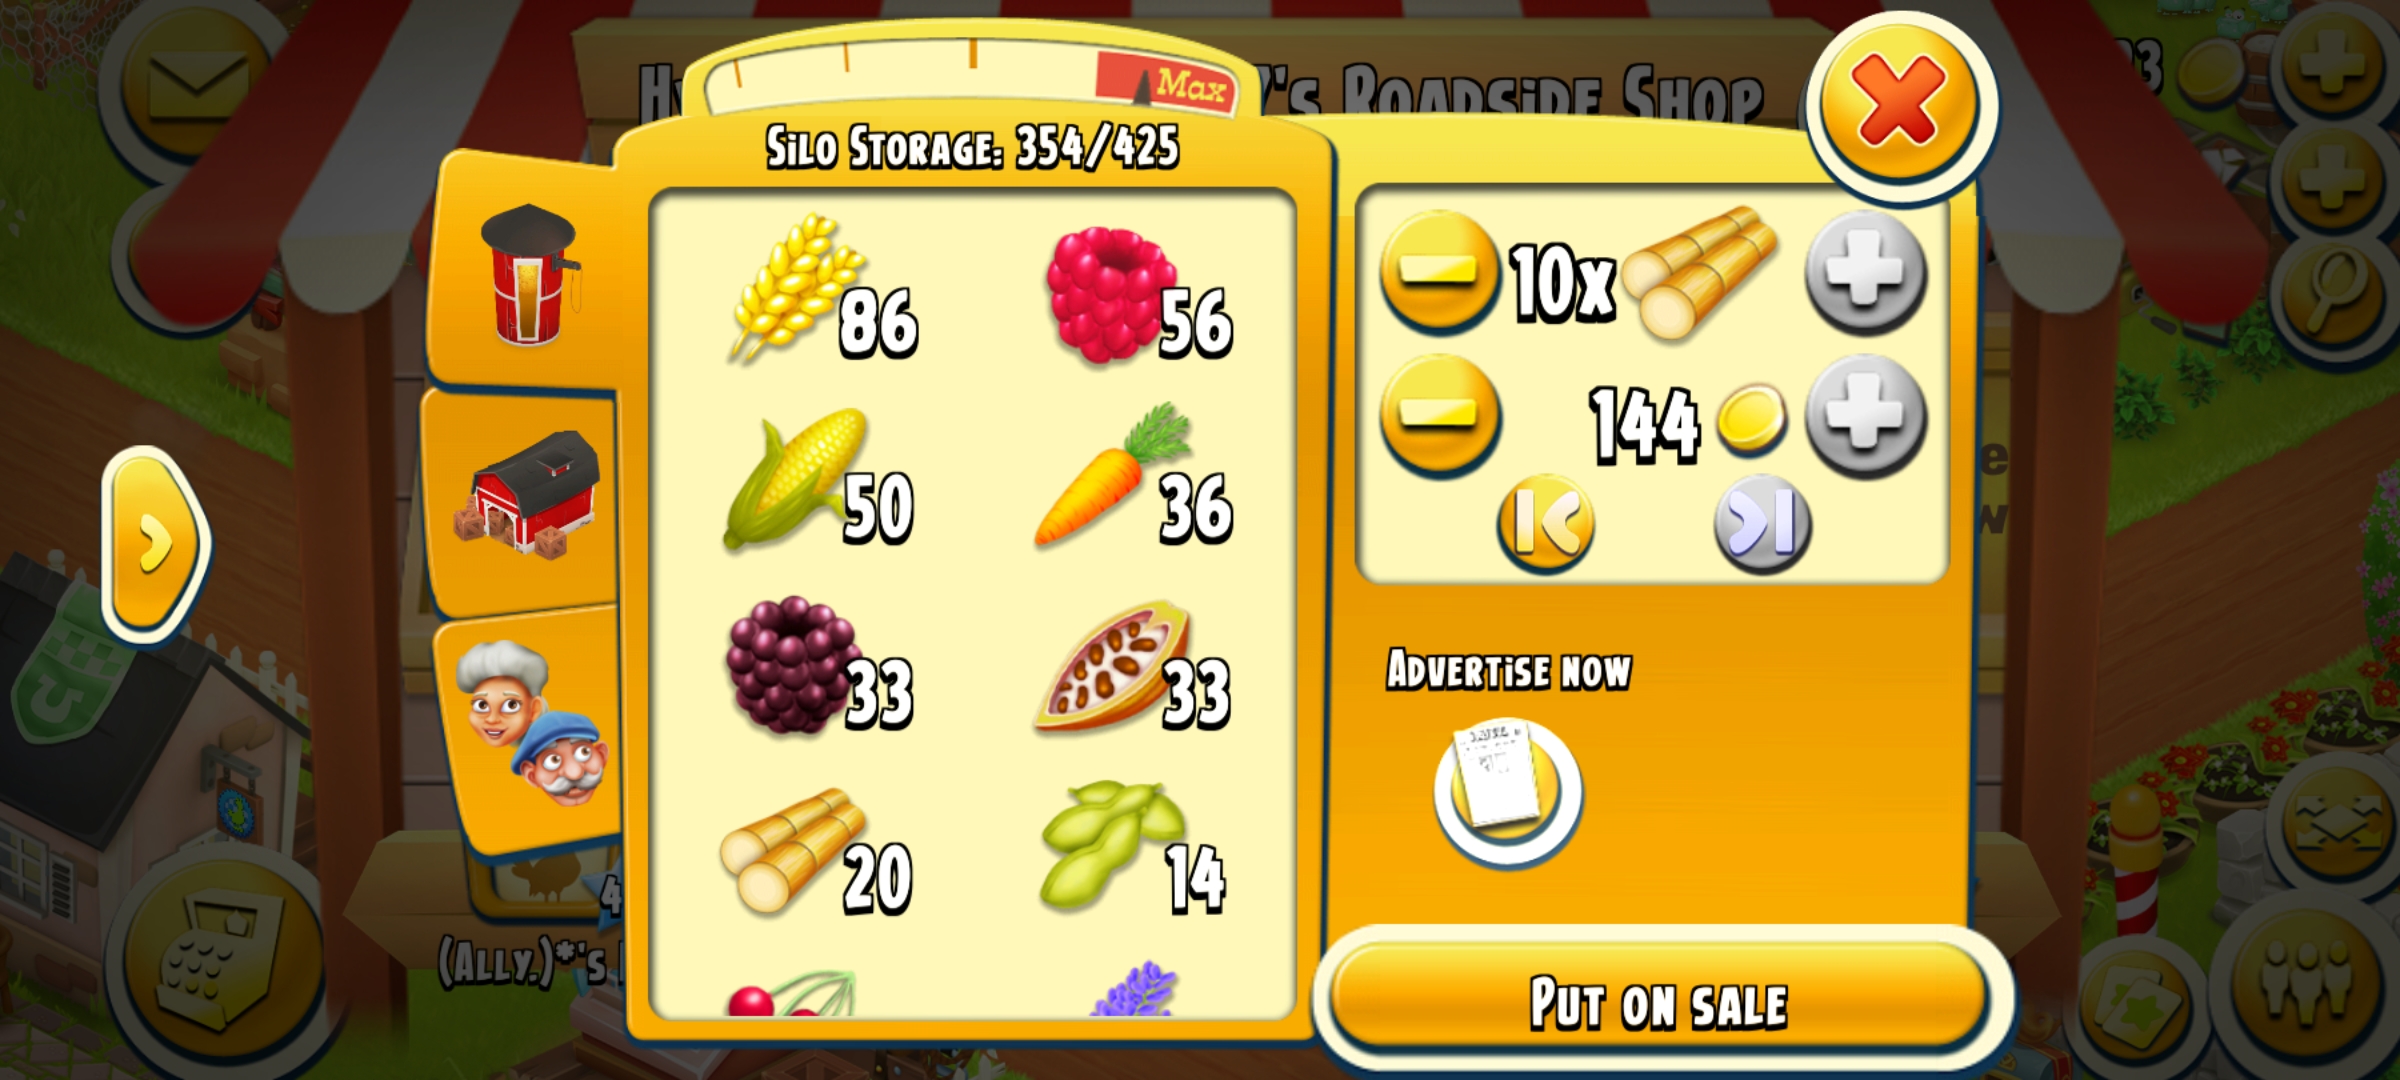 's Roadside Shop
Max
Silo Storage: 354/425
86
56
10x
144
50
36
33
33
Advertise now
20
14
(Ally.)*'s
Put on sale